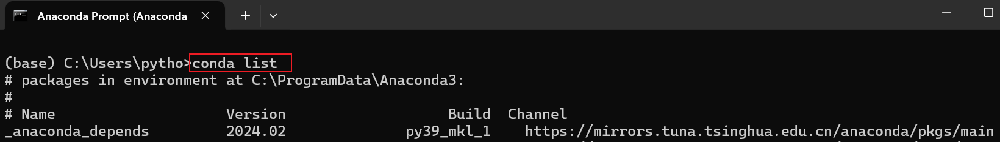 Anaconda Prompt (Anaconda
(base) C:\Users\pytho>conda list
# packages in environment at C:\ProgramData\Anaconda3:
#
# Name Version Build Channel
_anaconda_depends 2024.02 py39_mkl_1 https://mirrors.tuna.tsinghua.edu.cn/anaconda/pkgs/main